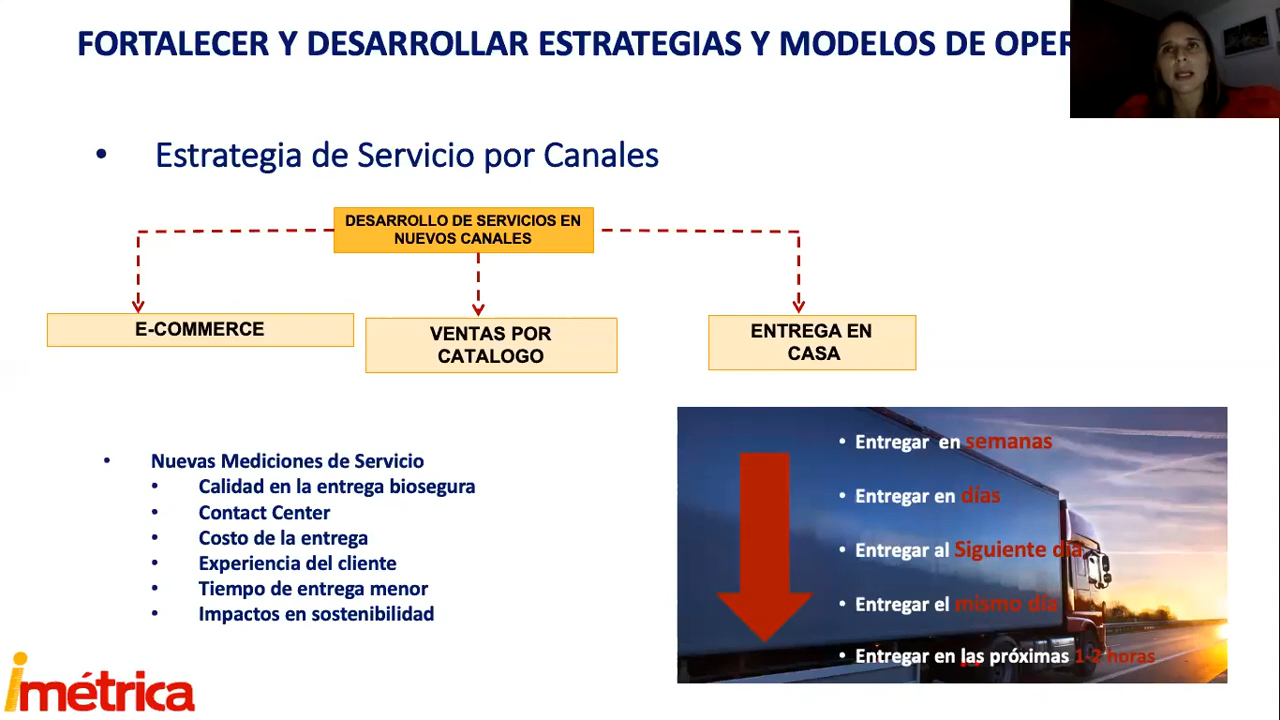 FORTALECER Y DESARROLLAR ESTRATEGIAS Y MODELOS DE OPER
• Estrategia de Servicio por Canales
DESARROLLO DE SERVICIOS EN
NUEVOS CANALES
E-COMMERCE
VENTAS POR
CATALOGO
ENTREGA EN
CASA
• Nuevas Mediciones de Servicio
• Calidad en la entrega biosegura
• Contact Center
• Costo de la entrega
• Experiencia del cliente
• Tiempo de entrega menor
• Impactos en sostenibilidad
• Entregar en semanas
• Entregar en días
• Entregar al Siguiente día
• Entregar el mismo día
• Entregar en las próximas 1-2 horas
imétrica